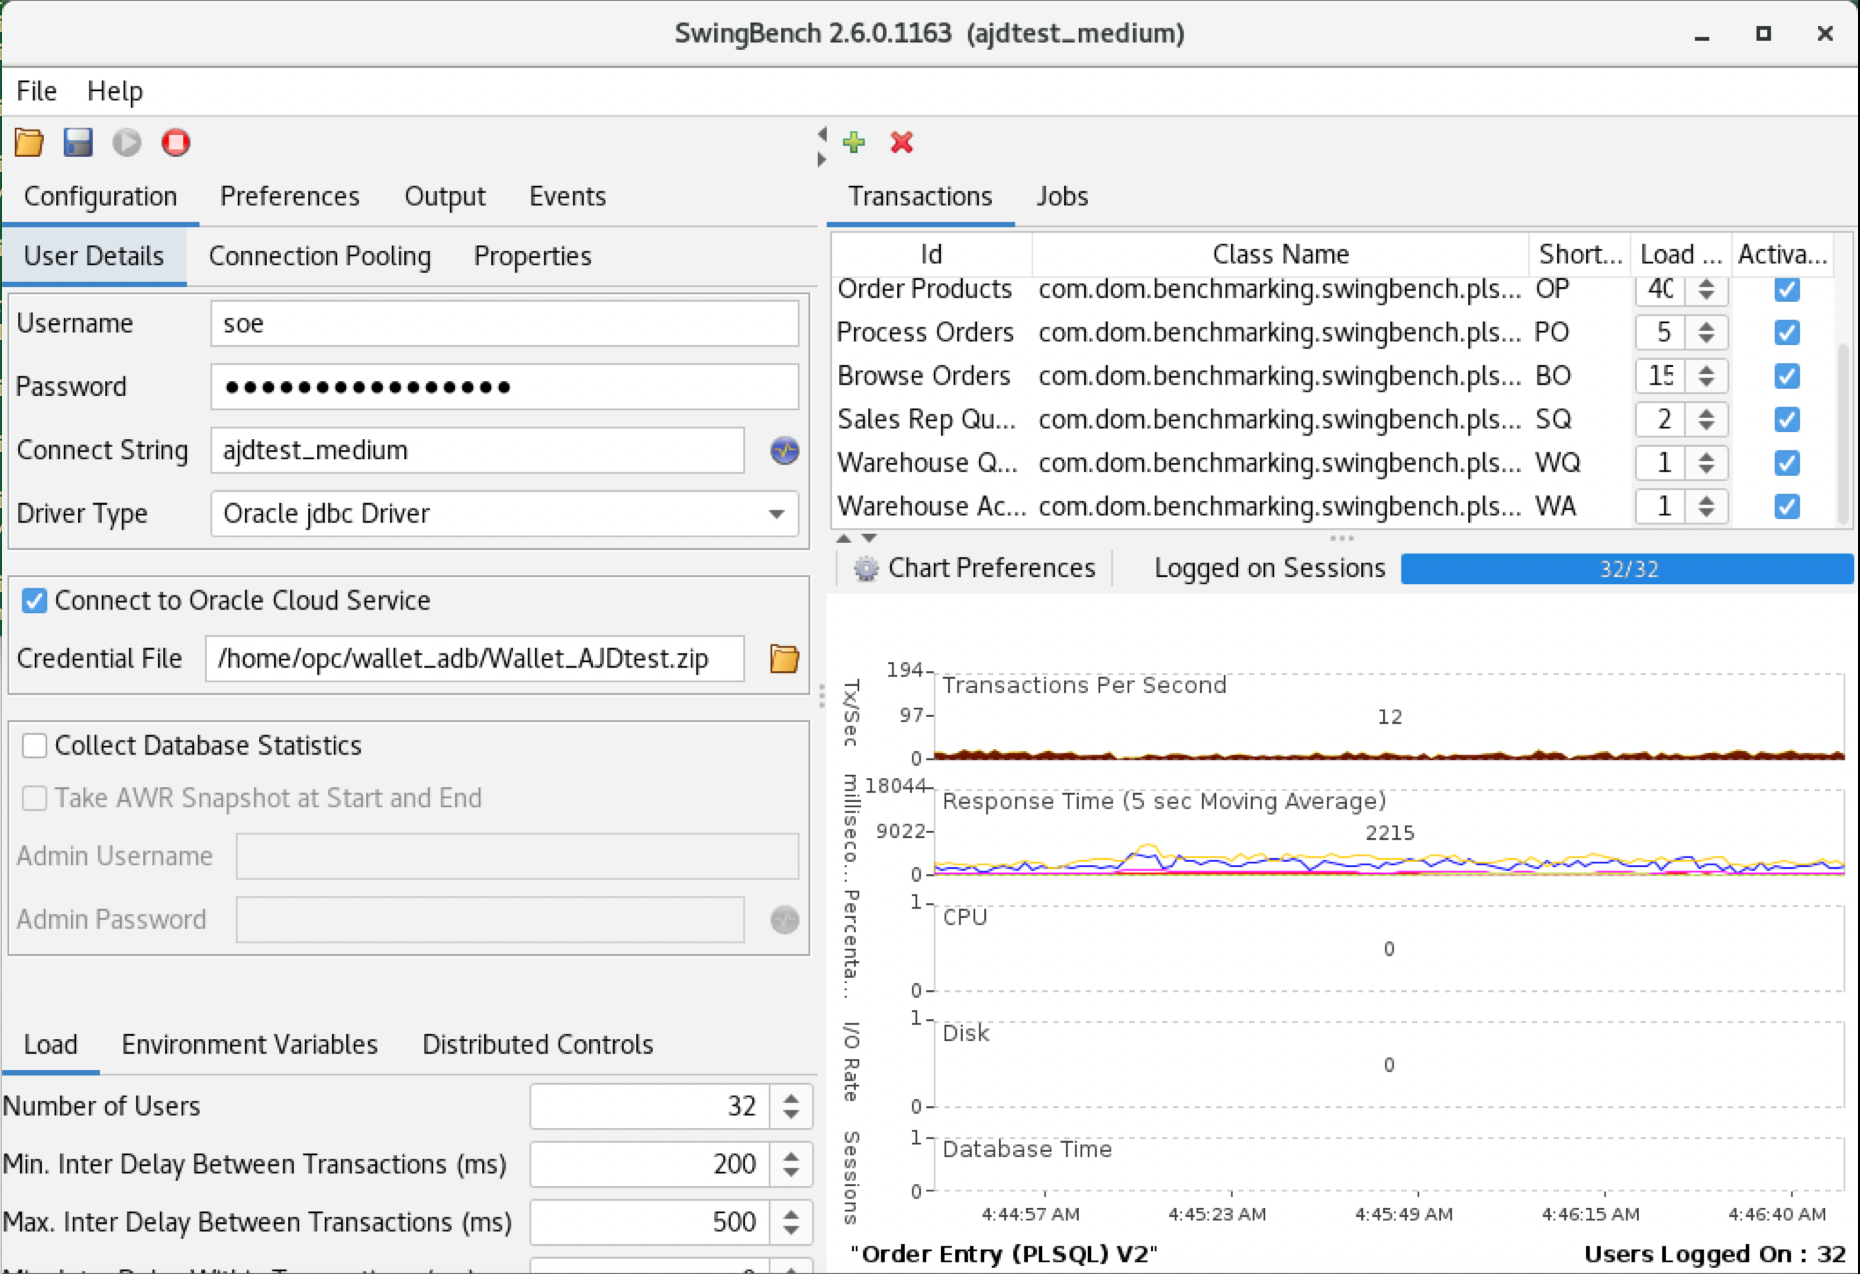 SwingBench 2.6.0.1163 (ajdtest_medium)
File Help
Configuration Preferences Output Events
User Details Connection Pooling Properties
Username soe
Password
Connect String ajdtest_medium
Driver Type Oracle jdbc Driver
Connect to Oracle Cloud Service
Credential File /home/opc/wallet_adb/Wallet_AJDtest.zip
Collect Database Statistics
Take AWR Snapshot at Start and End
Admin Username
Admin Password
Load Environment Variables Distributed Controls
Number of Users 32
Min. Inter Delay Between Transactions (ms) 200
Max. Inter Delay Between Transactions (ms) 500
Transactions Jobs
Id Class Name Short... Load ... Activa...
Order Products com.dom.benchmarking.swingbench.pls... OP 40
Process Orders com.dom.benchmarking.swingbench.pls... PO 5
Browse Orders com.dom.benchmarking.swingbench.pls... BO 15
Sales Rep Qu... com.dom.benchmarking.swingbench.pls... SQ 2
Warehouse Q... com.dom.benchmarking.swingbench.pls... WQ 1
Warehouse Ac... com.dom.benchmarking.swingbench.pls... WA 1
Chart Preferences Logged on Sessions 32/32
Tx/Sec
194
97
0
Transactions Per Second
12
milliseco...
18044
9022
0
Response Time (5 sec Moving Average)
2215
Percenta...
1
0
CPU
0
I/O Rate
1
0
Disk
0
Sessions
1
0
Database Time
4:44:57 AM 4:45:23 AM 4:45:49 AM 4:46:15 AM 4:46:40 AM
"Order Entry (PLSQL) V2" Users Logged On : 32